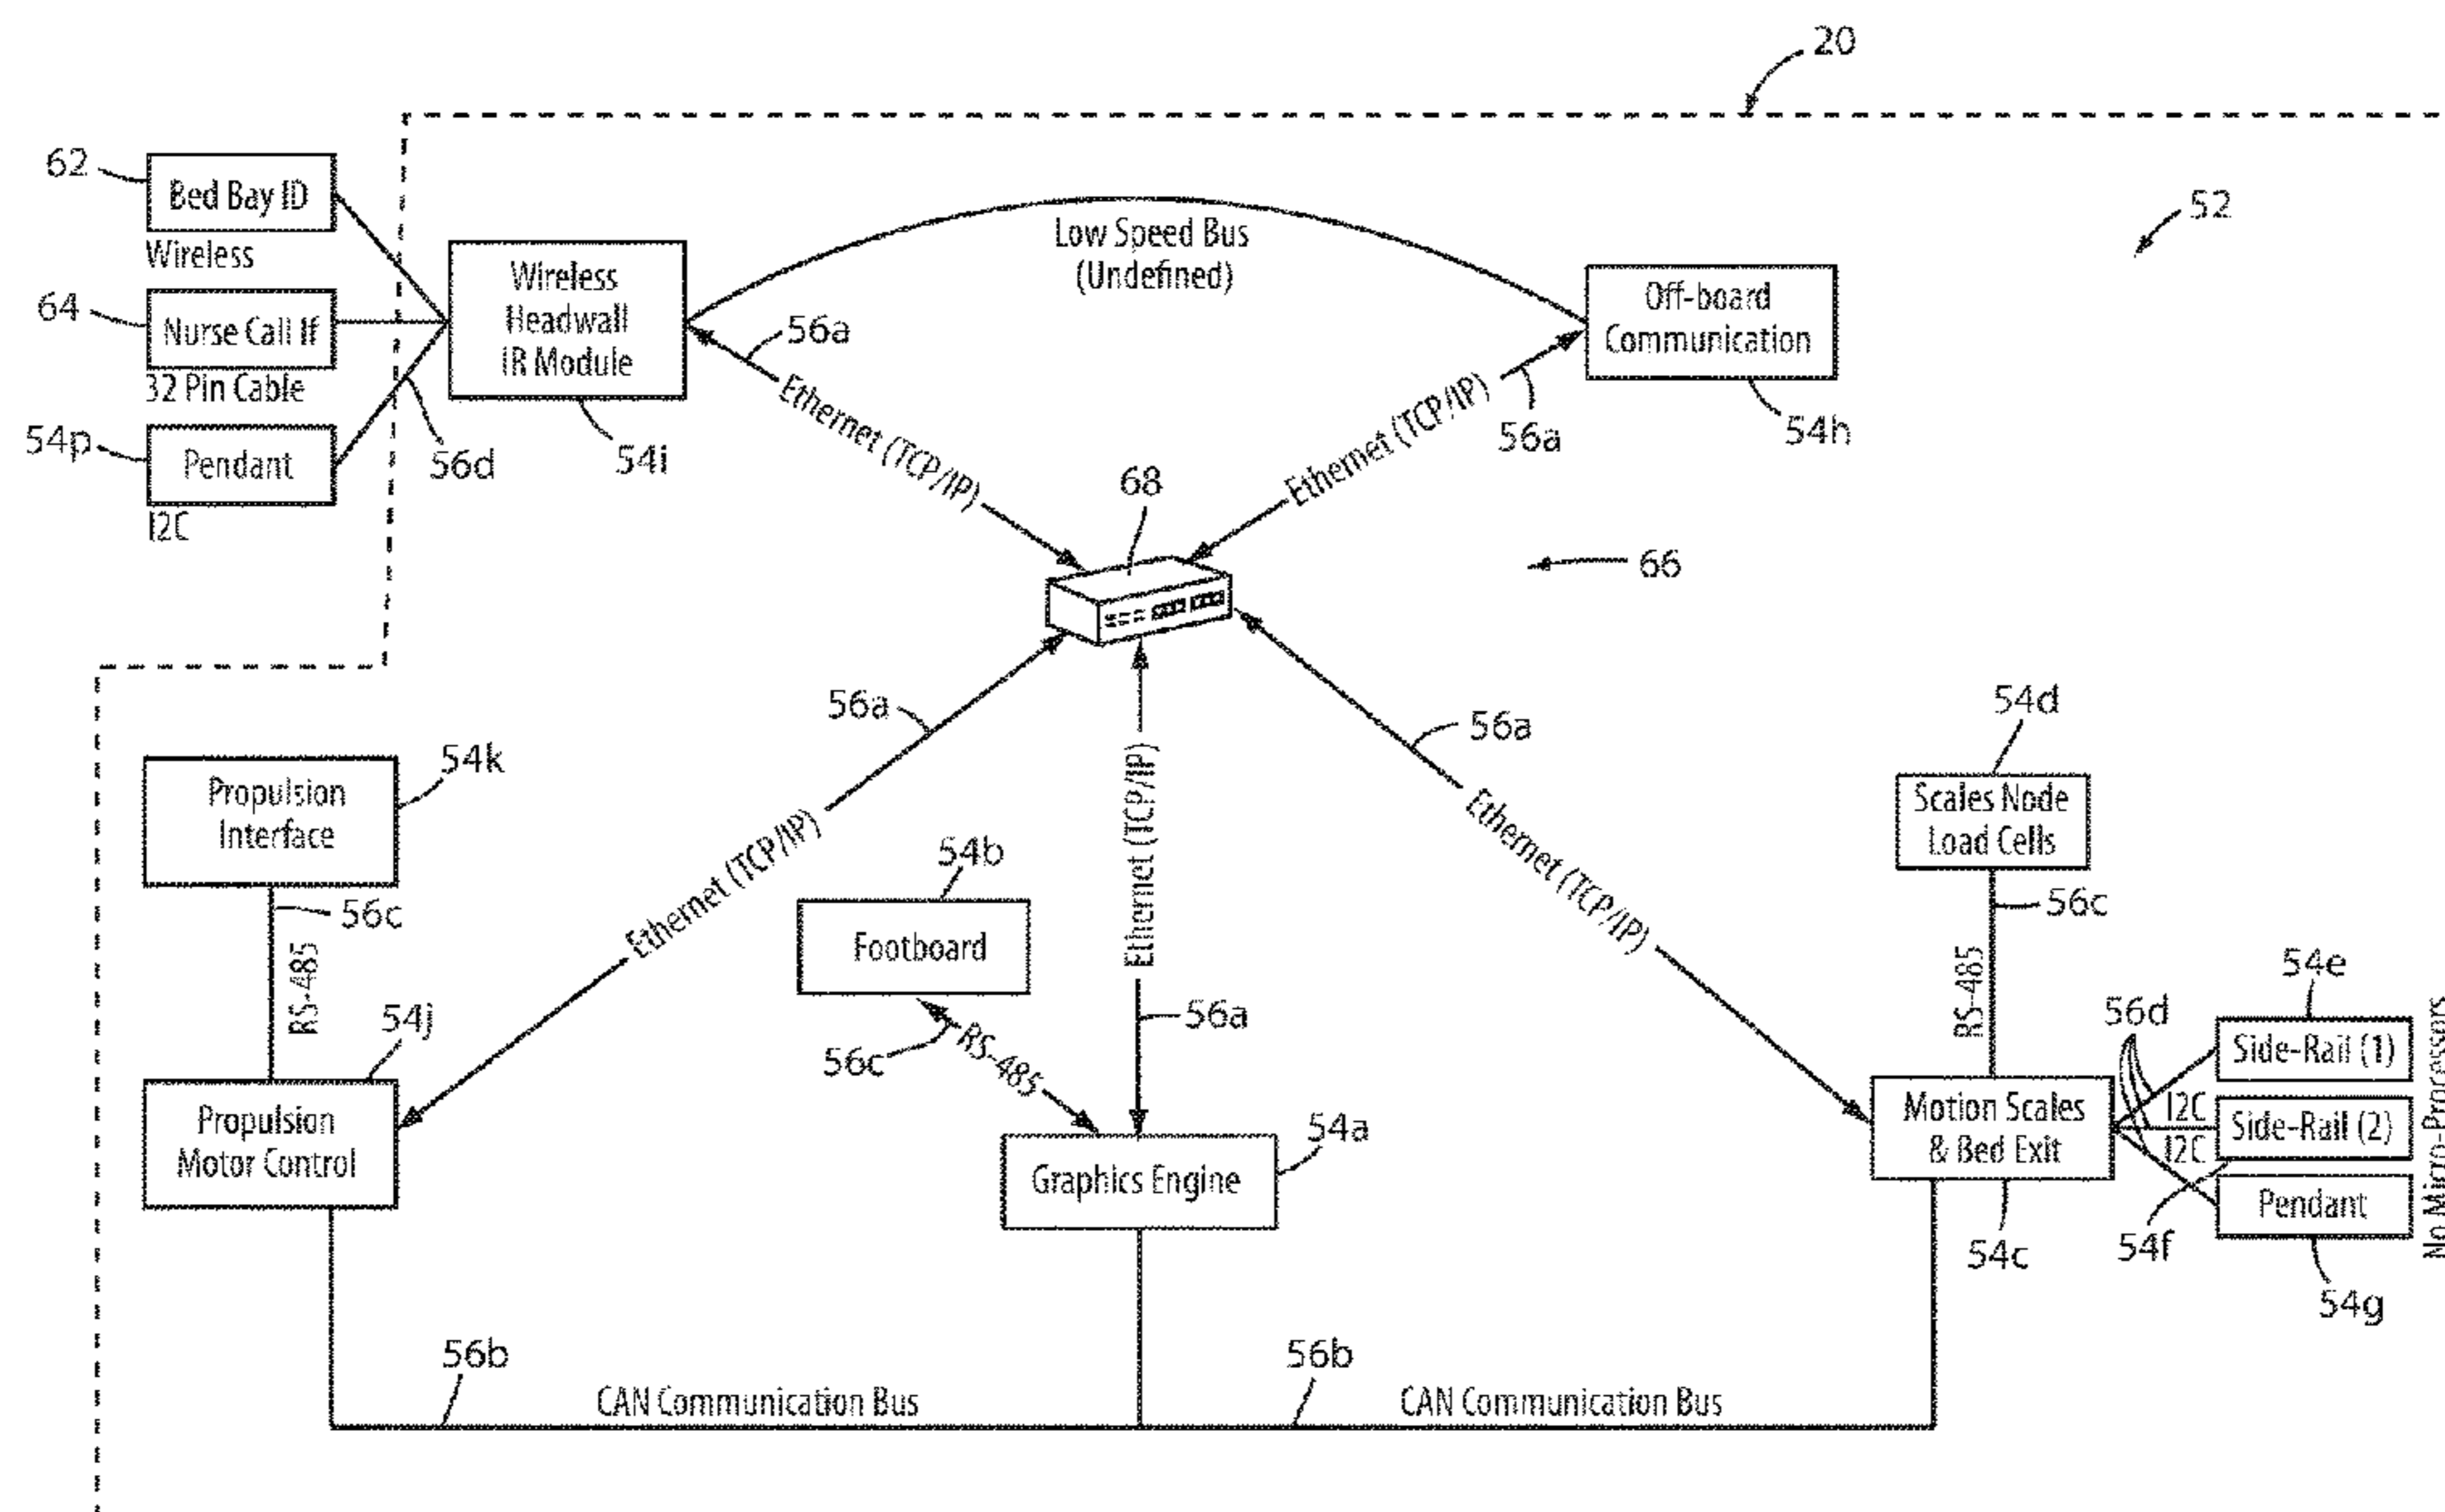 20
62
Bed Bay ID
Wireless
64
Nurse Call If
32 Pin Cable
54p
Pendant
I2C
56d
Wireless
Headwall
IR Module
54i
Low Speed Bus
(Undefined)
52
Off-board
Communication
54h
56a
Ethernet (TCP/IP)
56a
Ethernet (TCP/IP)
68
66
56a
Ethernet (TCP/IP)
Ethernet (TCP/IP)
56a
56a
Ethernet (TCP/IP)
54k
Propulsion
Interface
56c
RS-485
54j
Propulsion
Motor Control
54b
Footboard
56c
RS-485
54a
Graphics Engine
54d
Scales Node
Load Cells
56c
RS-485
54e
56d
Side-Rail (1)
I2C
Side-Rail (2)
I2C
Pendant
No Micro-Processers
Motion Scales
& Bed Exit
54c
54f
54g
56b
CAN Communication Bus
56b
CAN Communication Bus